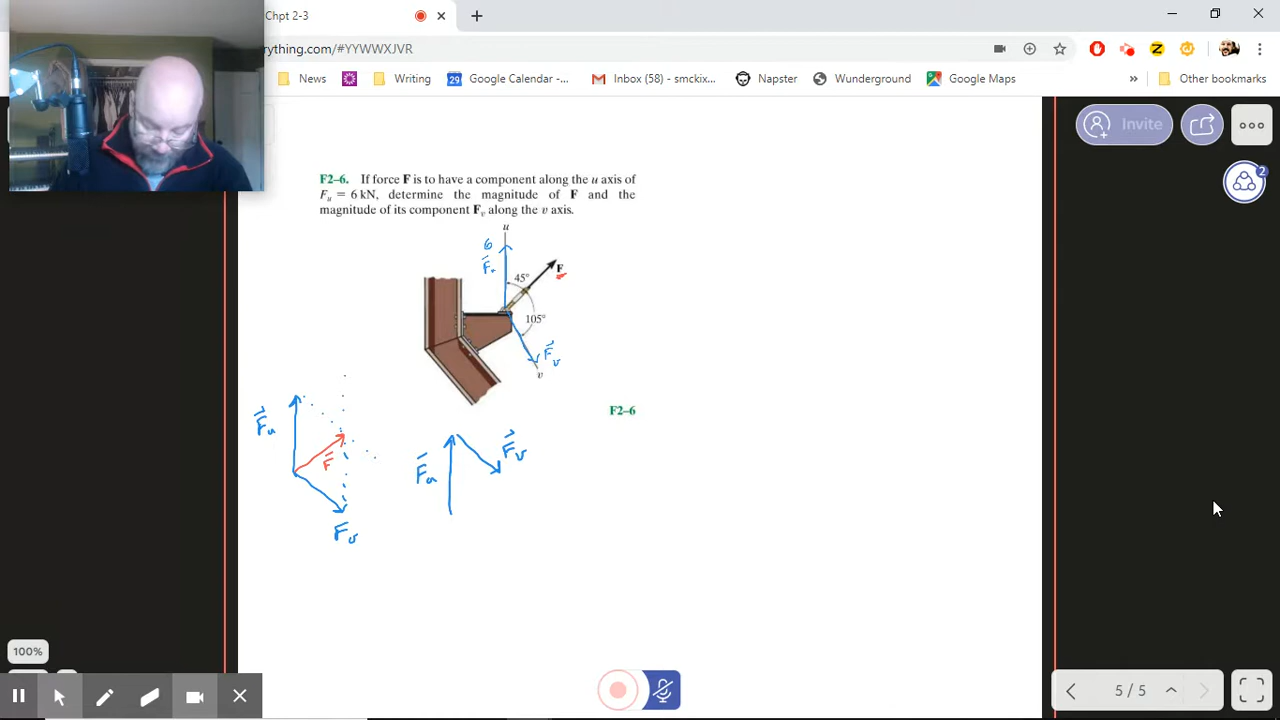 Chpt 2-3
erything.com/#YYWWXJVR
News
Writing
29
Google Calendar -...
Inbox (58) - smckix...
Napster
Wunderground
Google Maps
»
Other bookmarks
Invite
2
F2–6. If force F is to have a component along the u axis of
Fu = 6 kN, determine the magnitude of F and the
magnitude of its component Fv along the v axis.
u
6
F
45°
105°
Fv
v
F2–6
Fu
F
Fv
Fu
Fv
100%
5 / 5